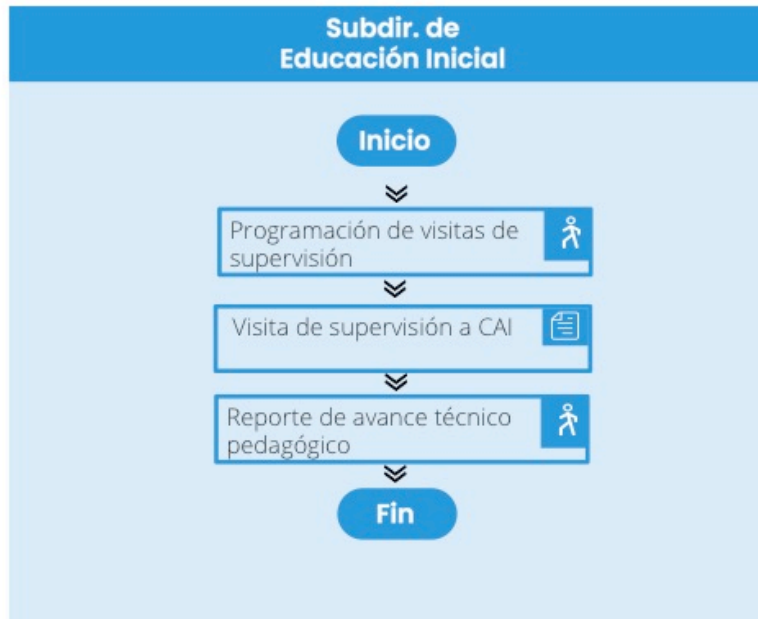 Subdir. de
Educación Inicial
Inicio
Programación de visitas de
supervisión
Visita de supervisión a CAI
Reporte de avance técnico
pedagógico
Fin